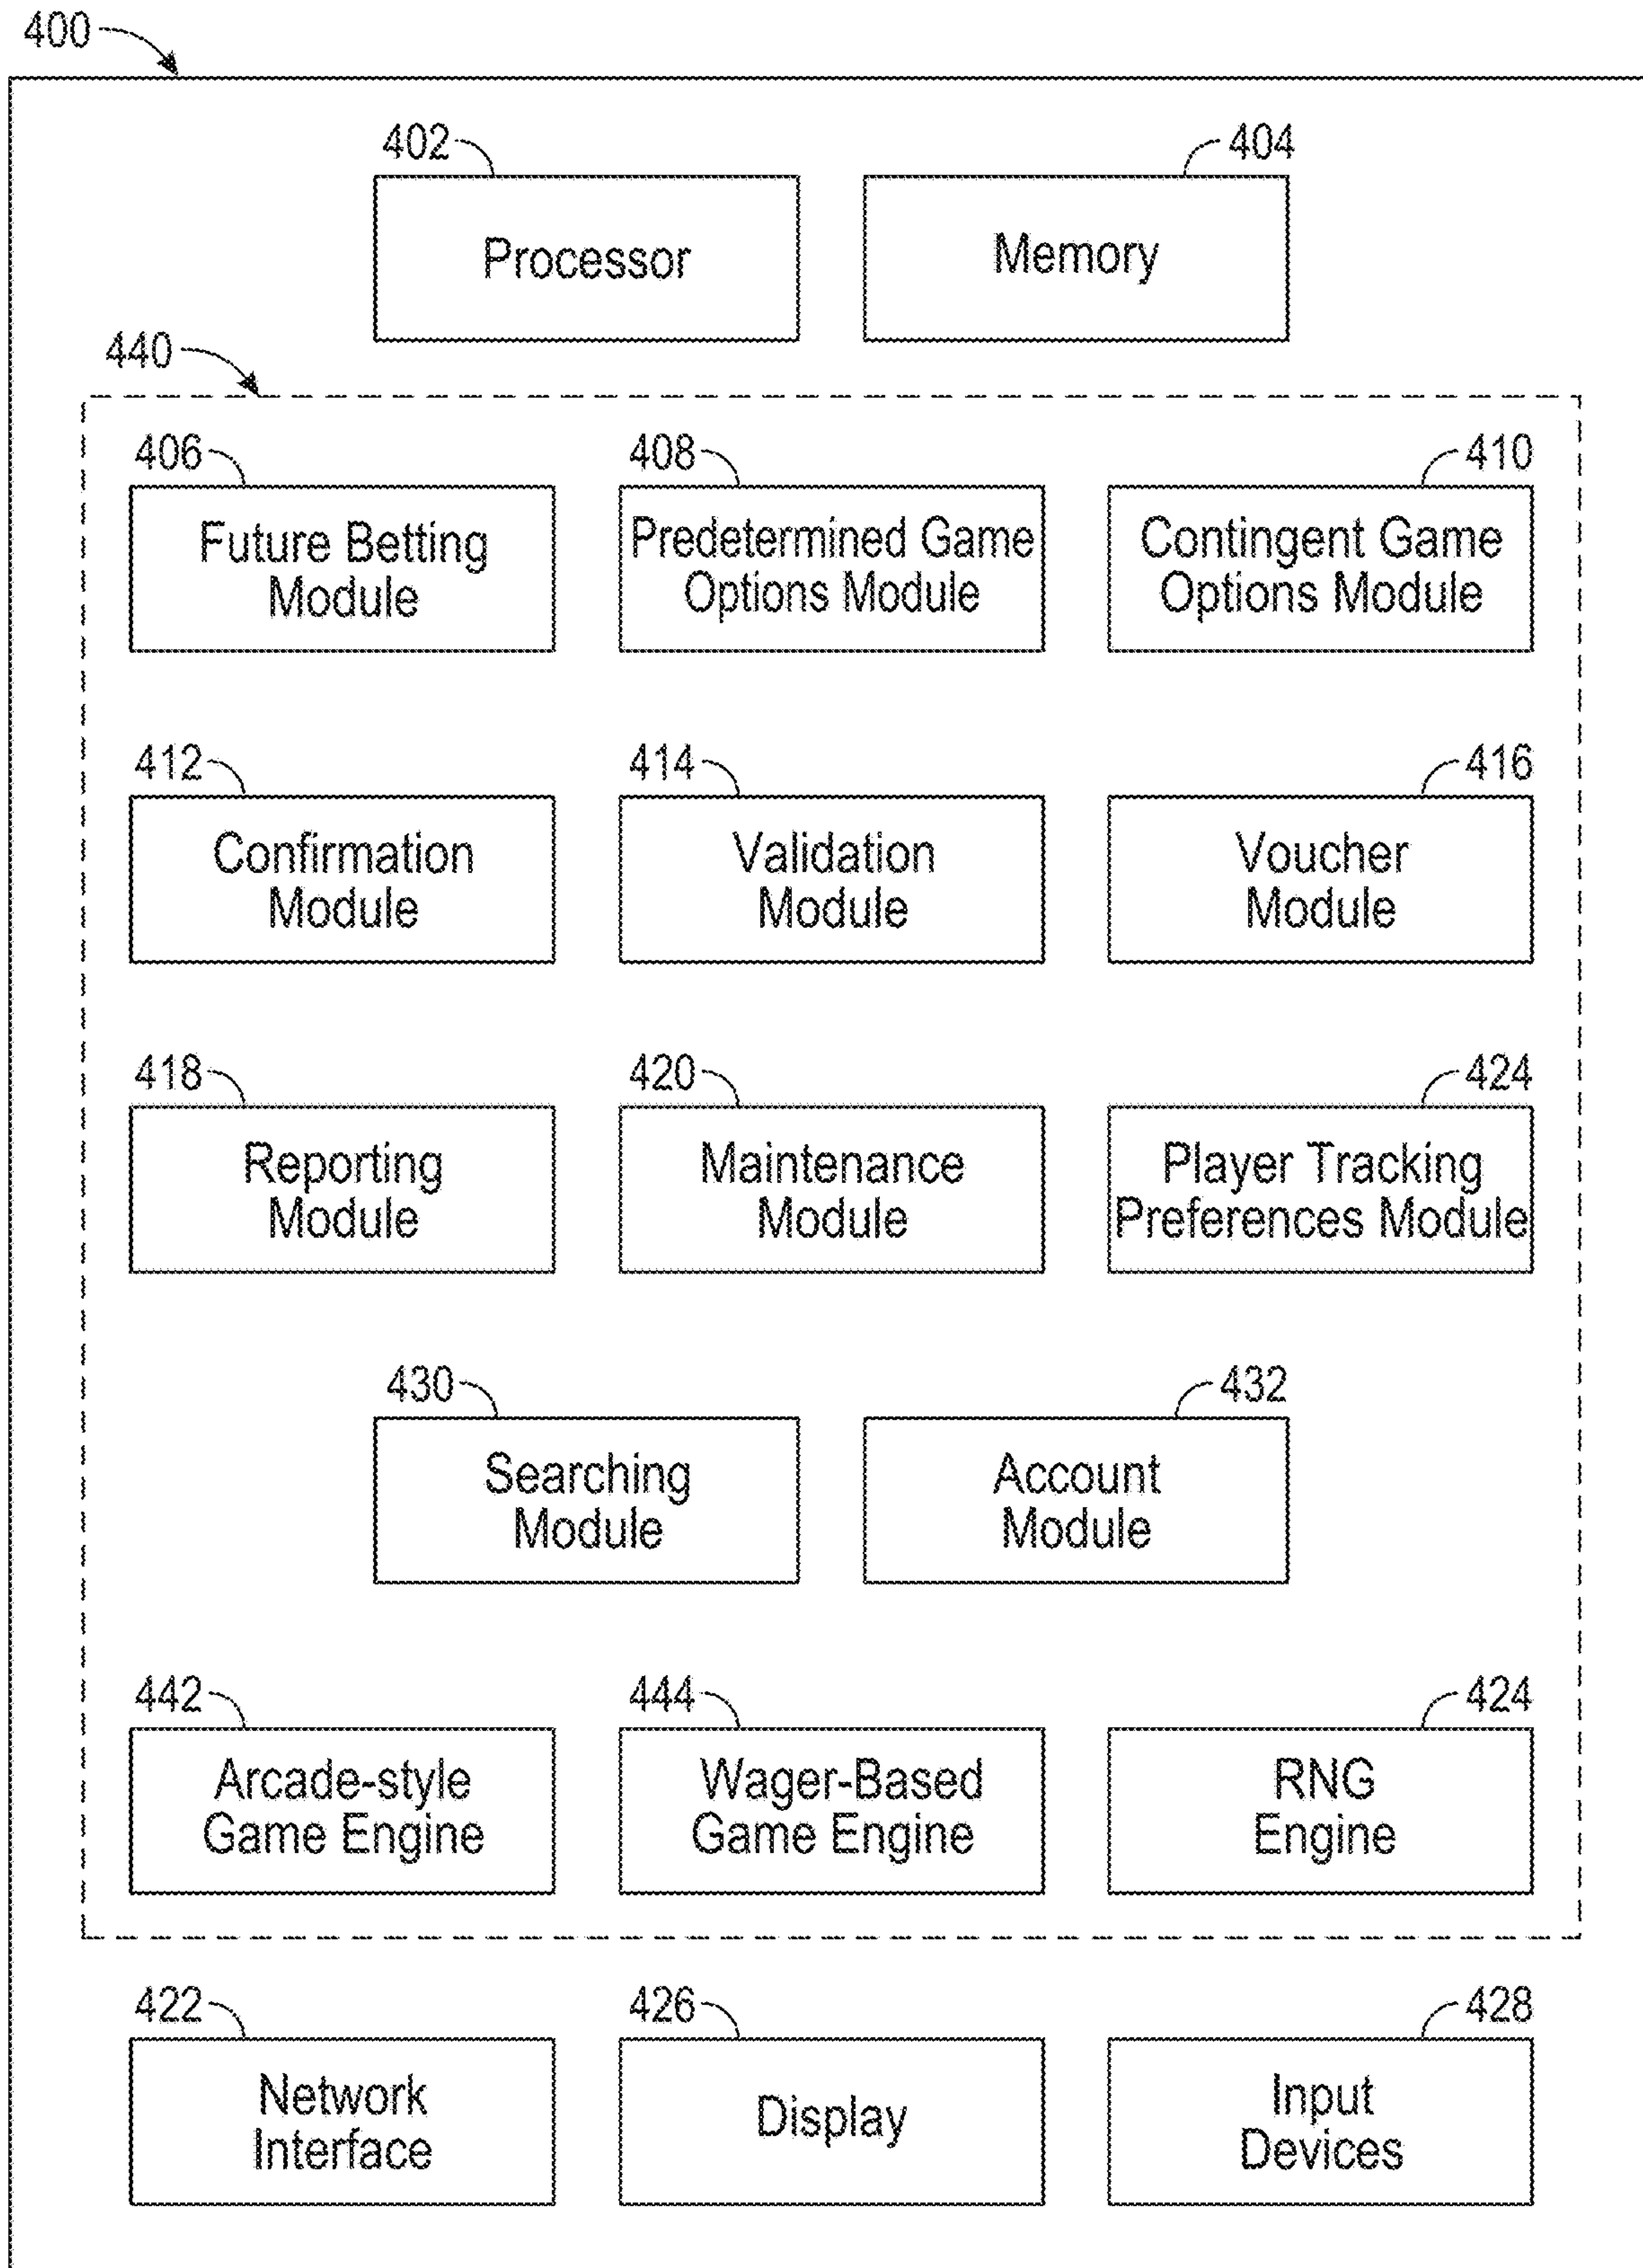 400
402
404
Processor
Memory
440
406
408
410
Future Betting
Module
Predetermined Game
Options Module
Contingent Game
Options Module
412
414
416
Confirmation
Module
Validation
Module
Voucher
Module
418
420
424
Reporting
Module
Maintenance
Module
Player Tracking
Preferences Module
430
432
Searching
Module
Account
Module
442
444
424
Arcade-style
Game Engine
Wager-Based
Game Engine
RNG
Engine
422
426
428
Network
Interface
Display
Input
Devices